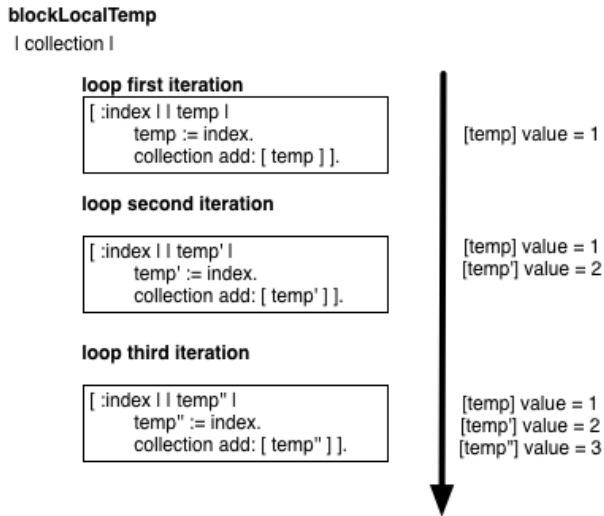 blockLocalTemp
| collection |
loop first iteration
[ :index | | temp |
temp := index.
collection add: [ temp ] ].
[temp] value = 1
loop second iteration
[ :index | | temp' |
temp' := index.
collection add: [ temp' ] ].
[temp] value = 1
[temp'] value = 2
loop third iteration
[ :index | | temp" |
temp" := index.
collection add: [ temp" ] ].
[temp] value = 1
[temp'] value = 2
[temp"] value = 3